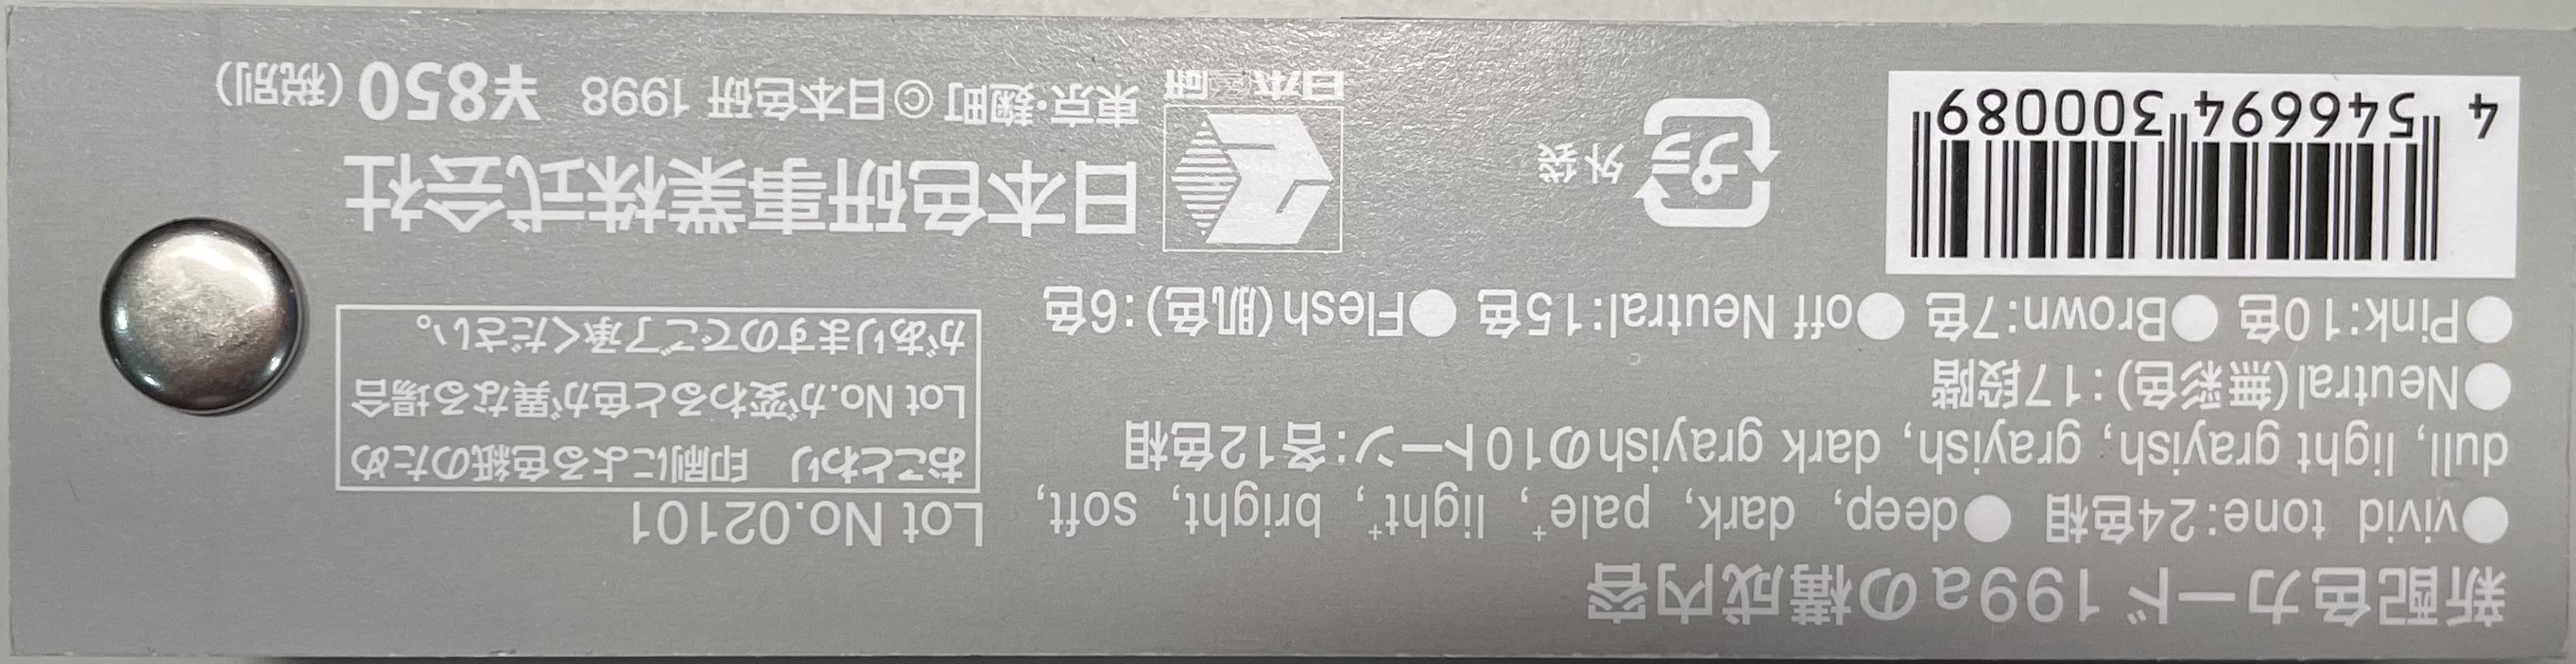 新配色カード199aの構成内容
●vivid tone:24色相 ●deep, dark, pale⁺, light⁺, bright, soft,
dull, light grayish, grayish, dark grayishの10トーン:各12色相
●Neutral(無彩色):17段階
●Pink:10色 ●Brown:7色 ●off Neutral:15色 ●Flesh(肌色):6色
Lot No.02101
おことわり 印刷による色紙のため
Lot No.が変わると色が異なる場合
がありますのでご了承ください。
4 546694 300089
プラ
外袋
日本色研
日本色研事業株式会社
東京・麹町 ©日本色研 1998 ¥850(税別)